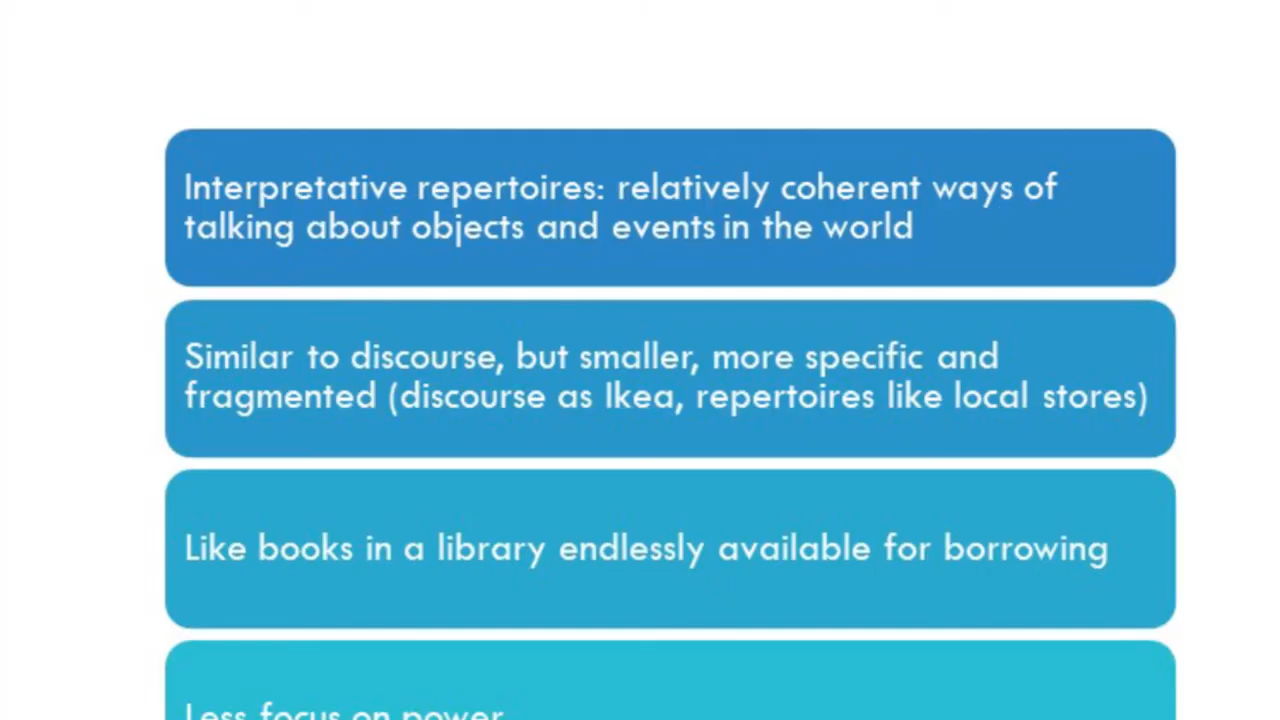 Interpretative repertoires: relatively coherent ways of
talking about objects and events in the world
Similar to discourse, but smaller, more specific and
fragmented (discourse as Ikea, repertoires like local stores)
Like books in a library endlessly available for borrowing
Less focus on power